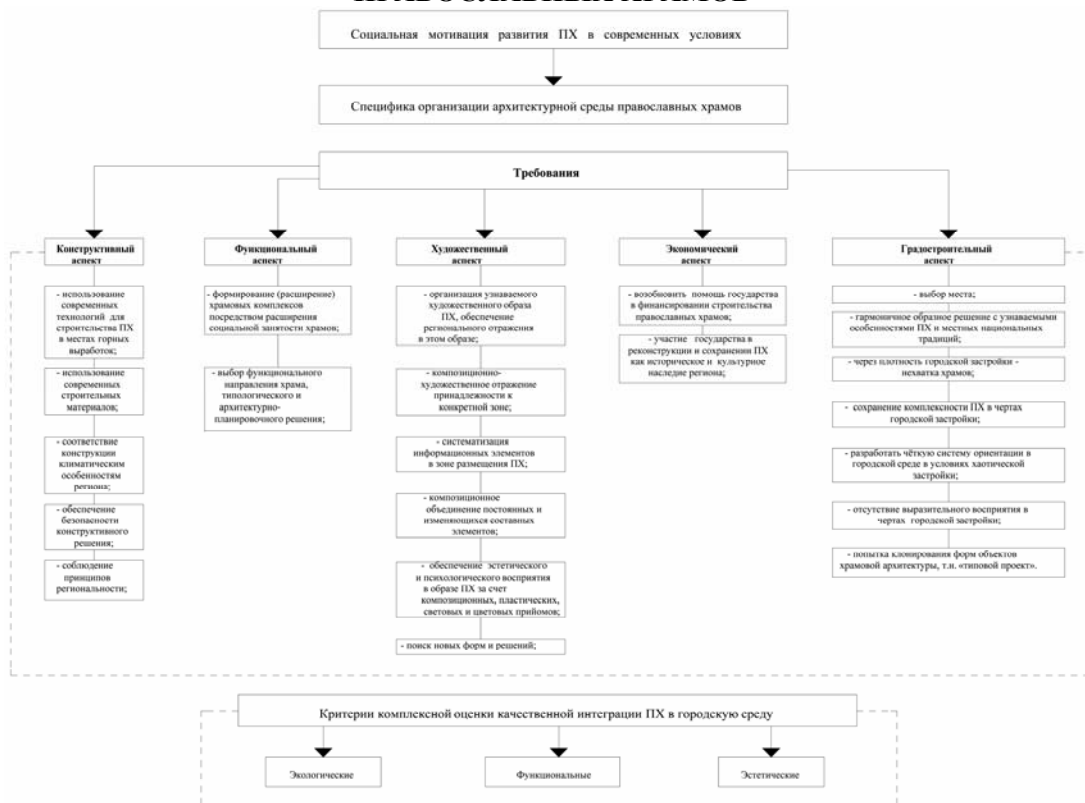 ПРАВОСЛАВНЫХ ХРАМОВ
Социальная мотивация развития ПХ в современных условиях
Специфика организации архитектурной среды православных храмов
Требования
Конструктивный
аспект
- использование
современных
технологий для
строительства ПХ
в местах горных
выработок;
- использование
современных
строительных
материалов;
- соответствие
конструкции
климатическим
особенностям
региона;
- обеспечение
безопасности
конструктивного
решения;
- соблюдение
принципов
региональности;
Функциональный
аспект
- формирование (расширение)
храмовых комплексов
посредством расширения
социальной занятости храмов;
- выбор функционального
направления храма,
типологического и
архитектурно-
планировочного решения;
Художественный
аспект
- организация узнаваемого
художественного образа
ПХ, обеспечение
регионального отражения
в этом образе;
- композиционно-
художественное отражение
принадлежности к
конкретной зоне;
- систематизация
информационных элементов
в зоне размещения ПХ;
- композиционное
объединение постоянных и
изменяющихся составных
элементов;
- обеспечение эстетического
и психологического восприятия
в образе ПХ за счет
композиционных, пластических,
световых и цветовых прийомов;
- поиск новых форм и решений;
Экономический
аспект
- возобновить помощь государства
в финансировании строительства
православных храмов;
- участие государства в
реконструкции и сохранении ПХ
как историческое и культурное
наследие региона;
Градостроительный
аспект
- выбор места;
- гармоничное образное решение с узнаваемыми
особенностями ПХ и местных национальных
традиций;
- через плотность городской застройки -
нехватка храмов;
- сохранение комплексности ПХ в чертах
городской застройки;
- разработать чёткую систему ориентации в
городской среде в условиях хаотической
застройки;
- отсутствие выразительного восприятия в
чертах городской застройки;
- попытка клонирования форм объектов
храмовой архитектуры, т.н. «типовой проект».
Критерии комплексной оценки качественной интеграции ПХ в городскую среду
Экологические
Функциональные
Эстетические